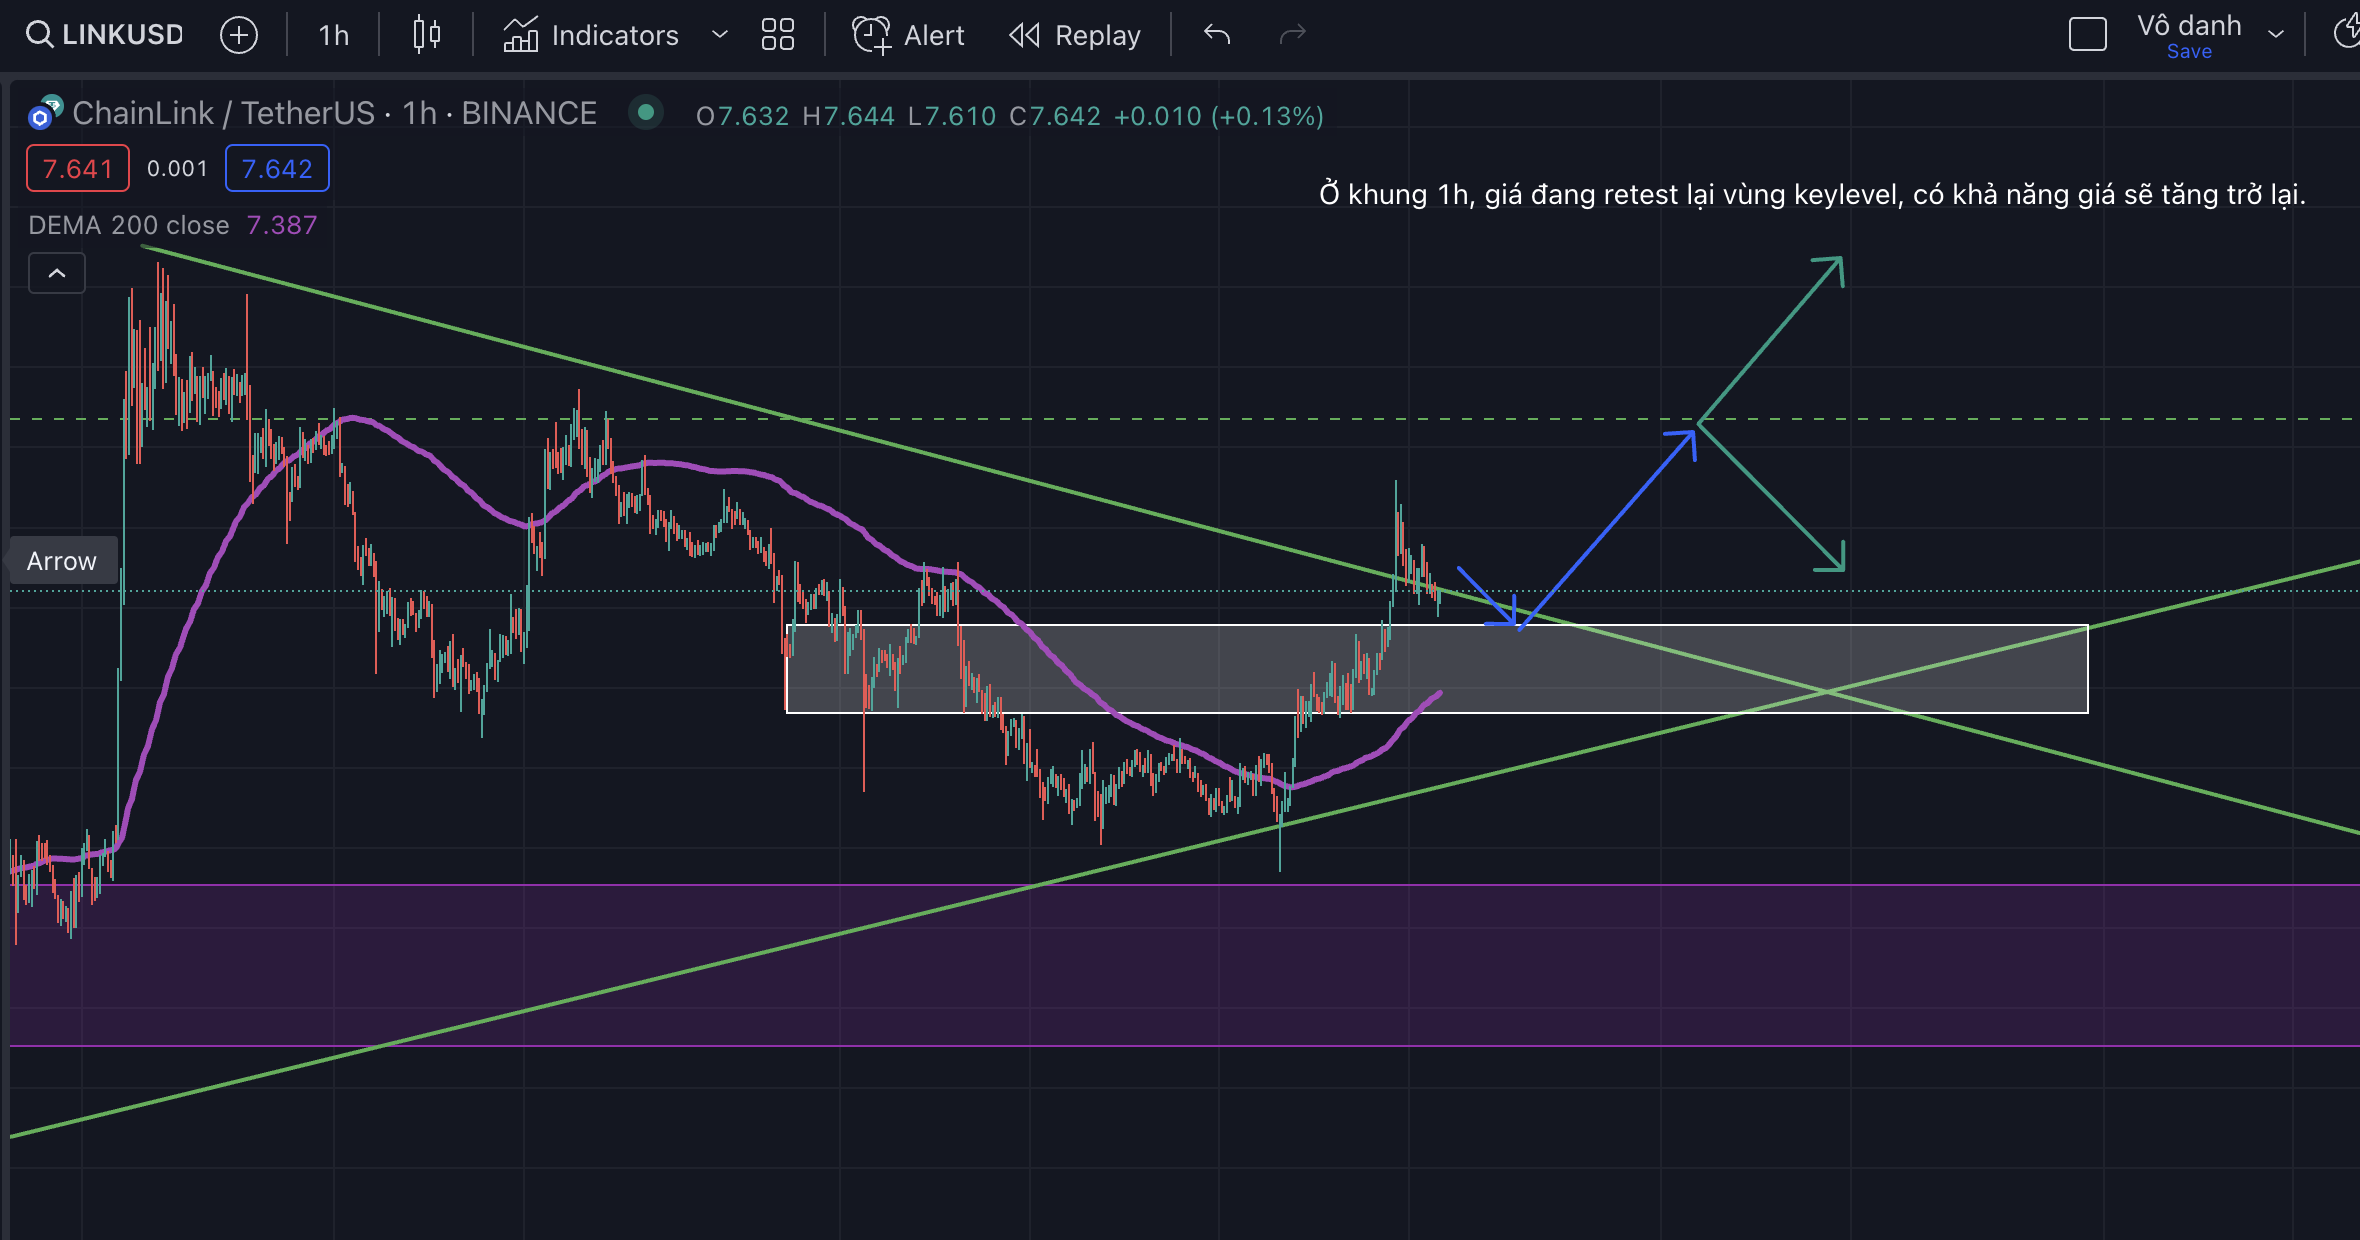 LINKUSD
1h
Indicators
Alert
Replay
Vô danh
Save
ChainLink / TetherUS · 1h · BINANCE
O7.632 H7.644 L7.610 C7.642 +0.010 (+0.13%)
7.641 0.001 7.642
Ở khung 1h, giá đang retest lại vùng keylevel, có khả năng giá sẽ tăng trở lại.
DEMA 200 close 7.387
Arrow